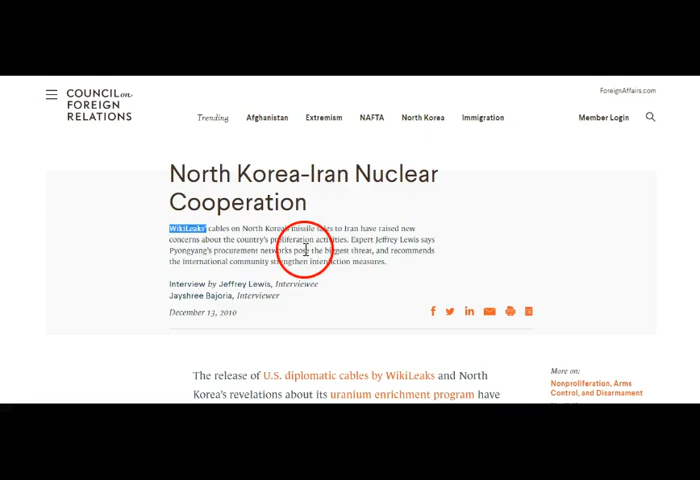 ForeignAffairs.com
COUNCIL on
FOREIGN
RELATIONS
Trending Afghanistan Extremism NAFTA North Korea Immigration Member Login
North Korea-Iran Nuclear
Cooperation
WikiLeaks' cables on North Korea's missile sales to Iran have raised new
concerns about the country's proliferation activities. Expert Jeffrey Lewis says
Pyongyang's procurement networks pose the biggest threat, and recommends
the international community strengthen interdiction measures.
Interview by Jeffrey Lewis, Interviewee
Jayshree Bajoria, Interviewer
December 13, 2010
The release of U.S. diplomatic cables by WikiLeaks and North
Korea's revelations about its uranium enrichment program have
More on:
Nonproliferation, Arms
Control, and Disarmament